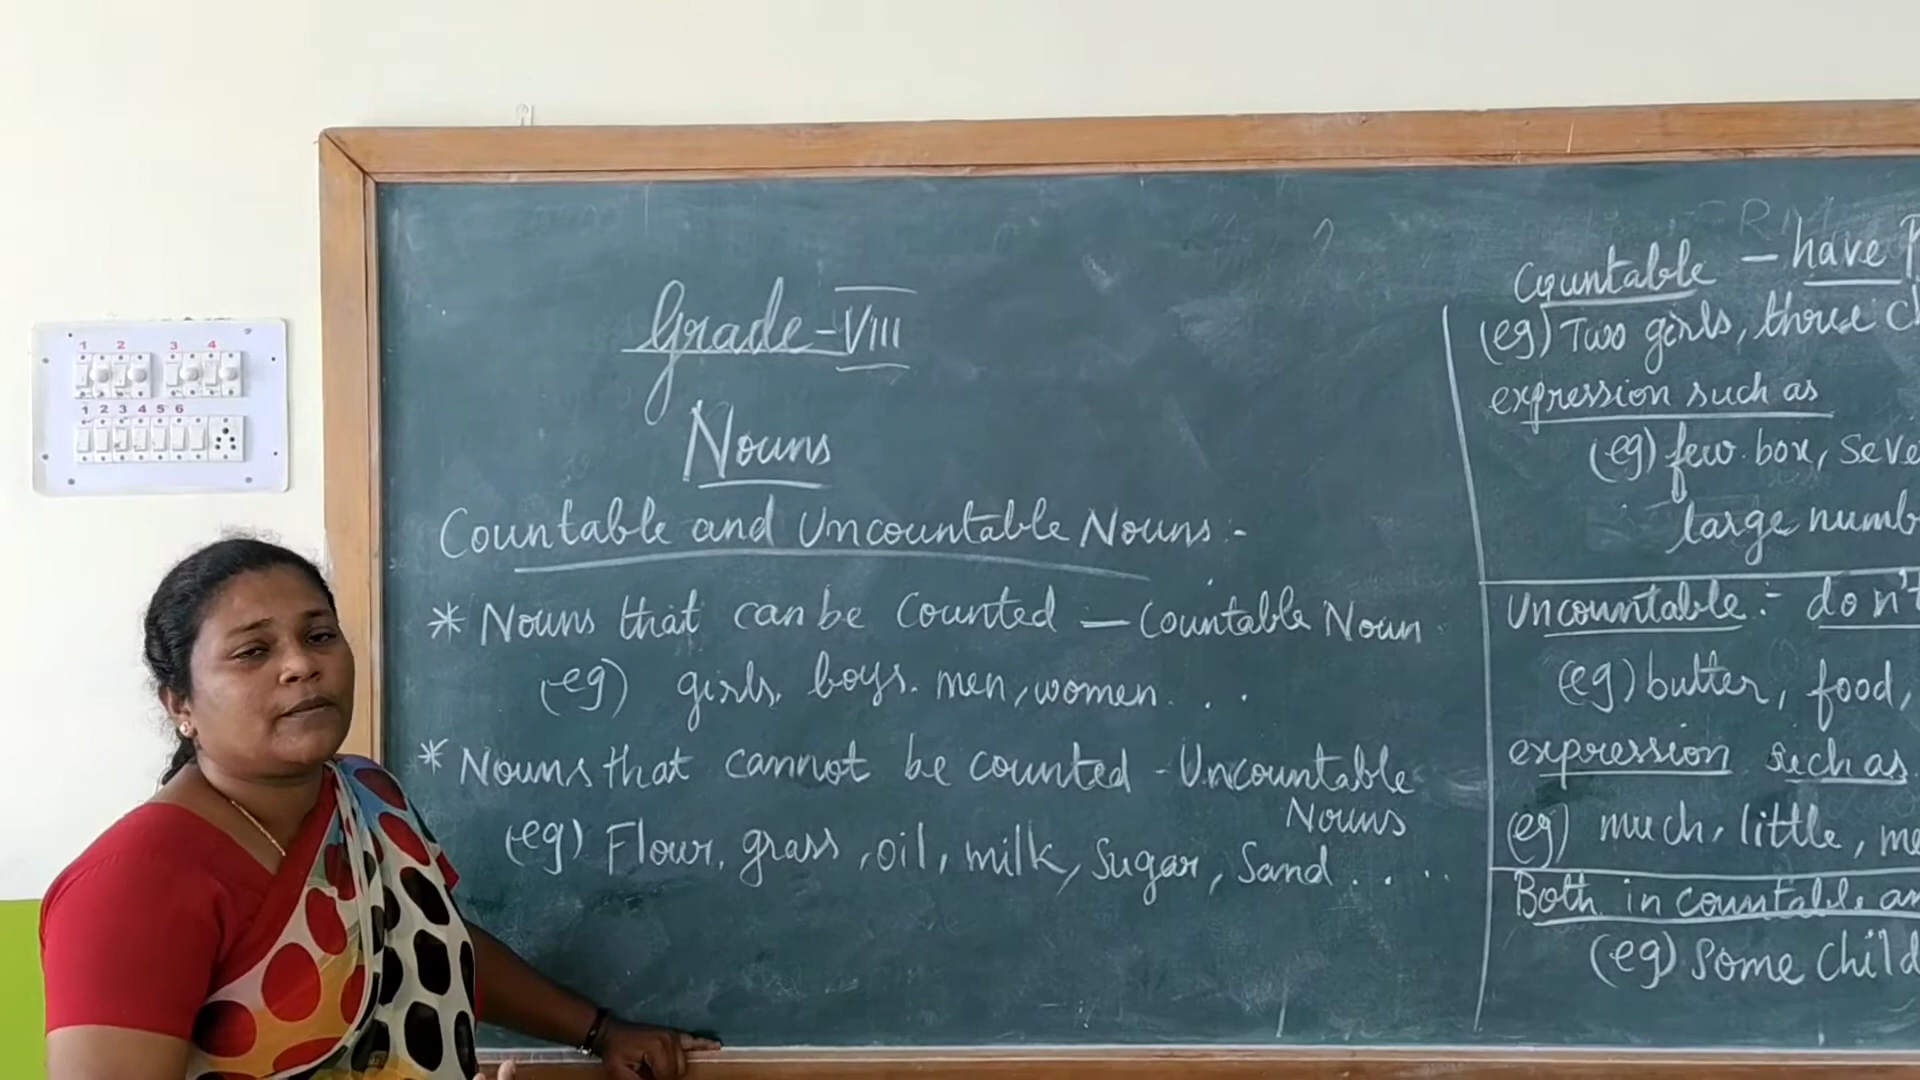 1 2 3 4
1 2 3 4 5 6
Grade-VIII
Nouns
Countable and Uncountable Nouns:-
* Nouns that can be counted — Countable Noun
(eg) girls, boys. men, women. . .
* Nouns that cannot be counted - Uncountable
Nouns
(eg) Flour, grass, oil, milk, sugar, sand . . . .
Countable — have
(eg) Two girls, three
expression such as
(eg) few box,
large
Uncountable:- don't
(eg) butter, food,
expression such as
(eg) much, little,
Both in countable
(eg) some